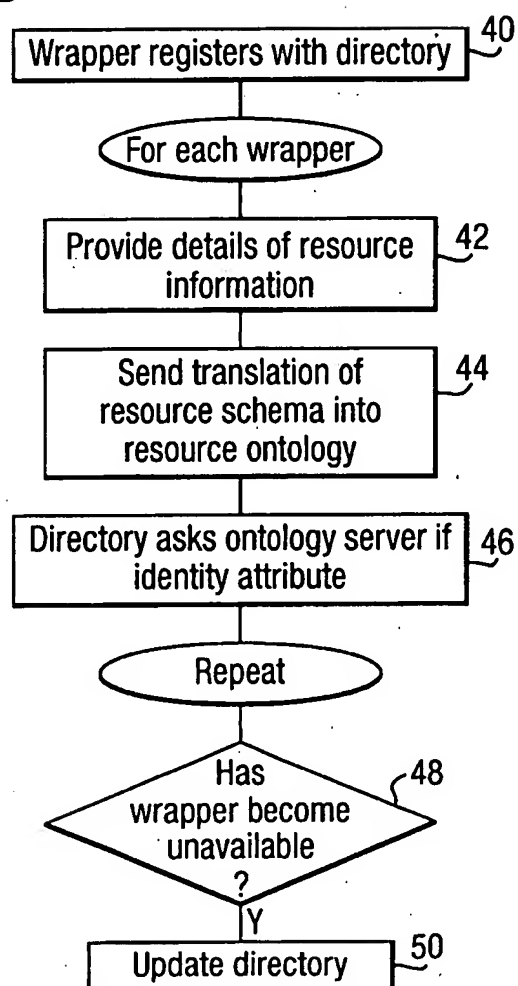 Wrapper registers with directory
40
For each wrapper
Provide details of resource
information
42
Send translation of
resource schema into
resource ontology
44
Directory asks ontology server if
identity attribute
46
Repeat
Has
wrapper become
unavailable
?
48
Y
Update directory
50